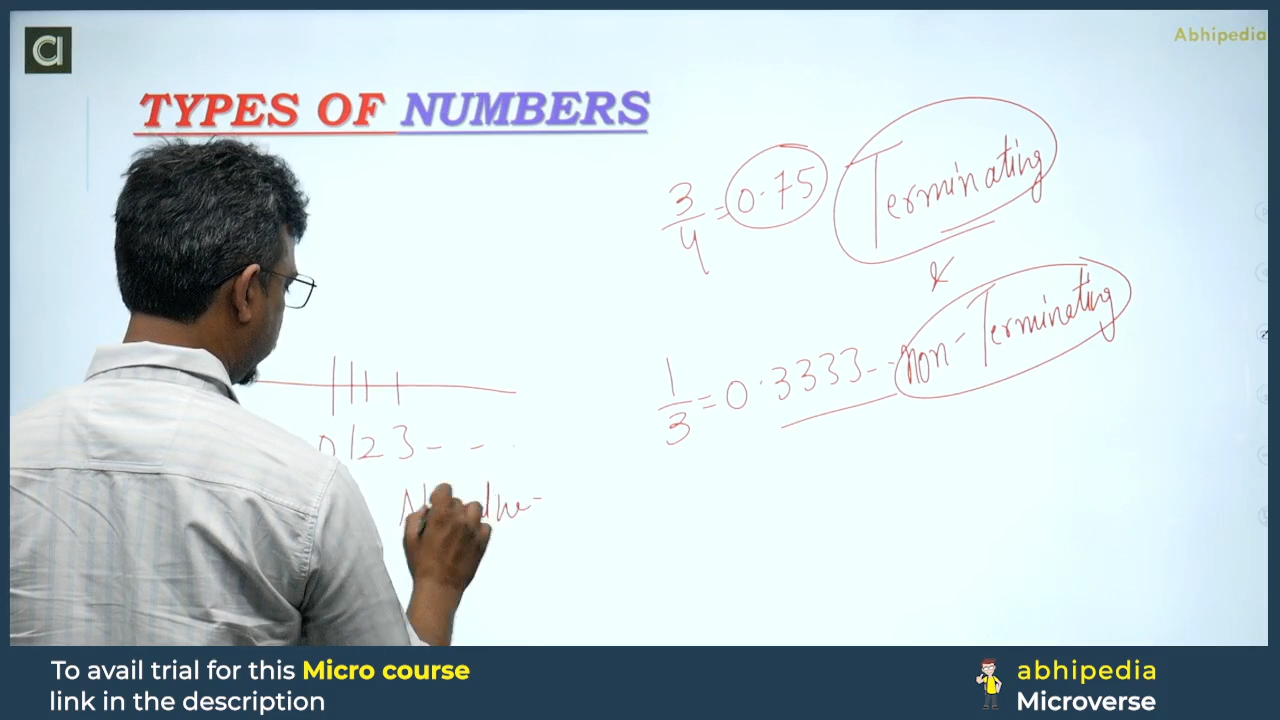 Abhipedia
TYPES OF NUMBERS
3/4 = 0.75 Terminating
&
1/3 = 0.3333-- non-Terminating
0 1 2 3 - - .
To avail trial for this Micro course
link in the description
abhipedia
Microverse